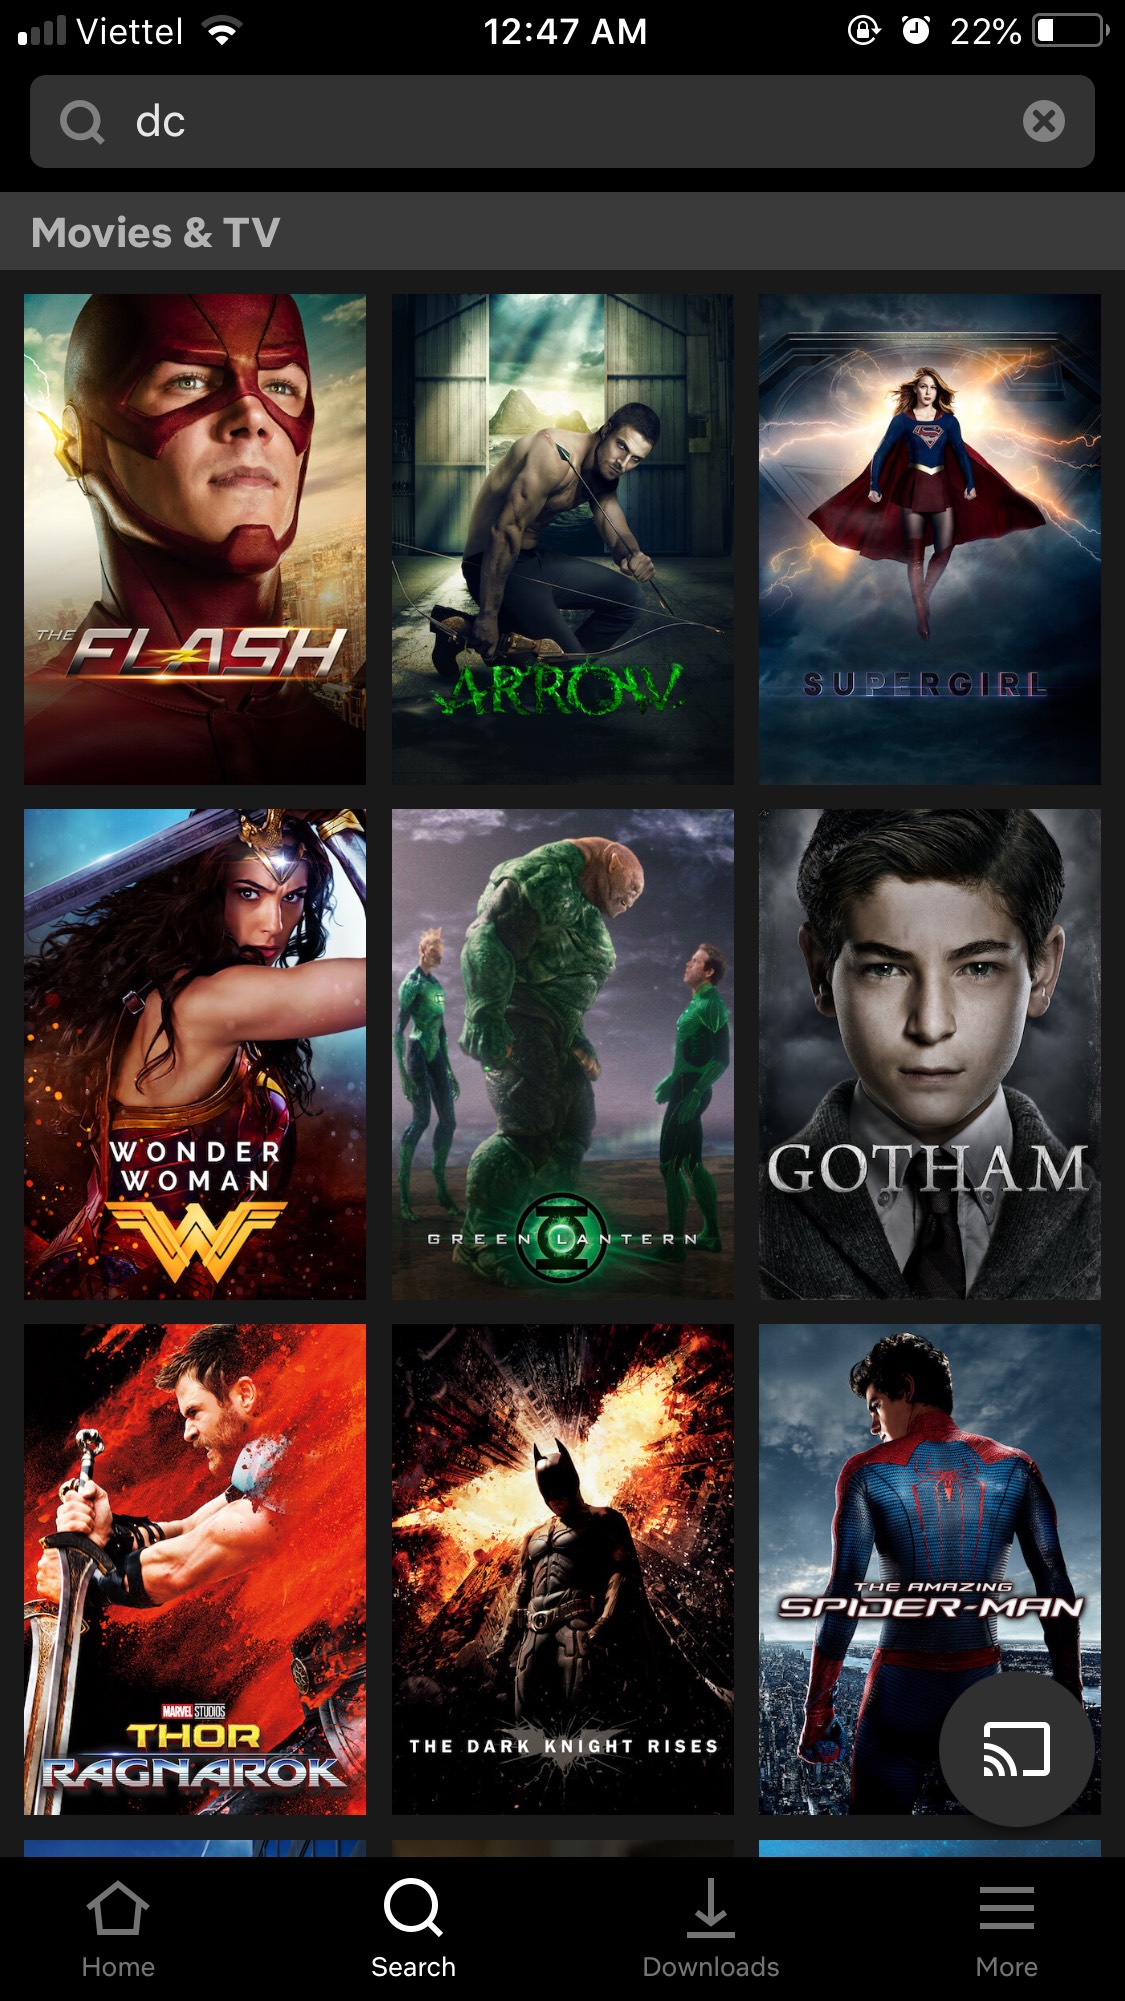 Viettel 12:47 AM 22%
dc
Movies & TV
THE FLASH
ARROW
SUPERGIRL
WONDER
WOMAN
GREEN LANTERN
GOTHAM
MARVEL STUDIOS
THOR
RAGNAROK
THE DARK KNIGHT RISES
THE AMAZING
SPIDER-MAN
Home
Search
Downloads
More